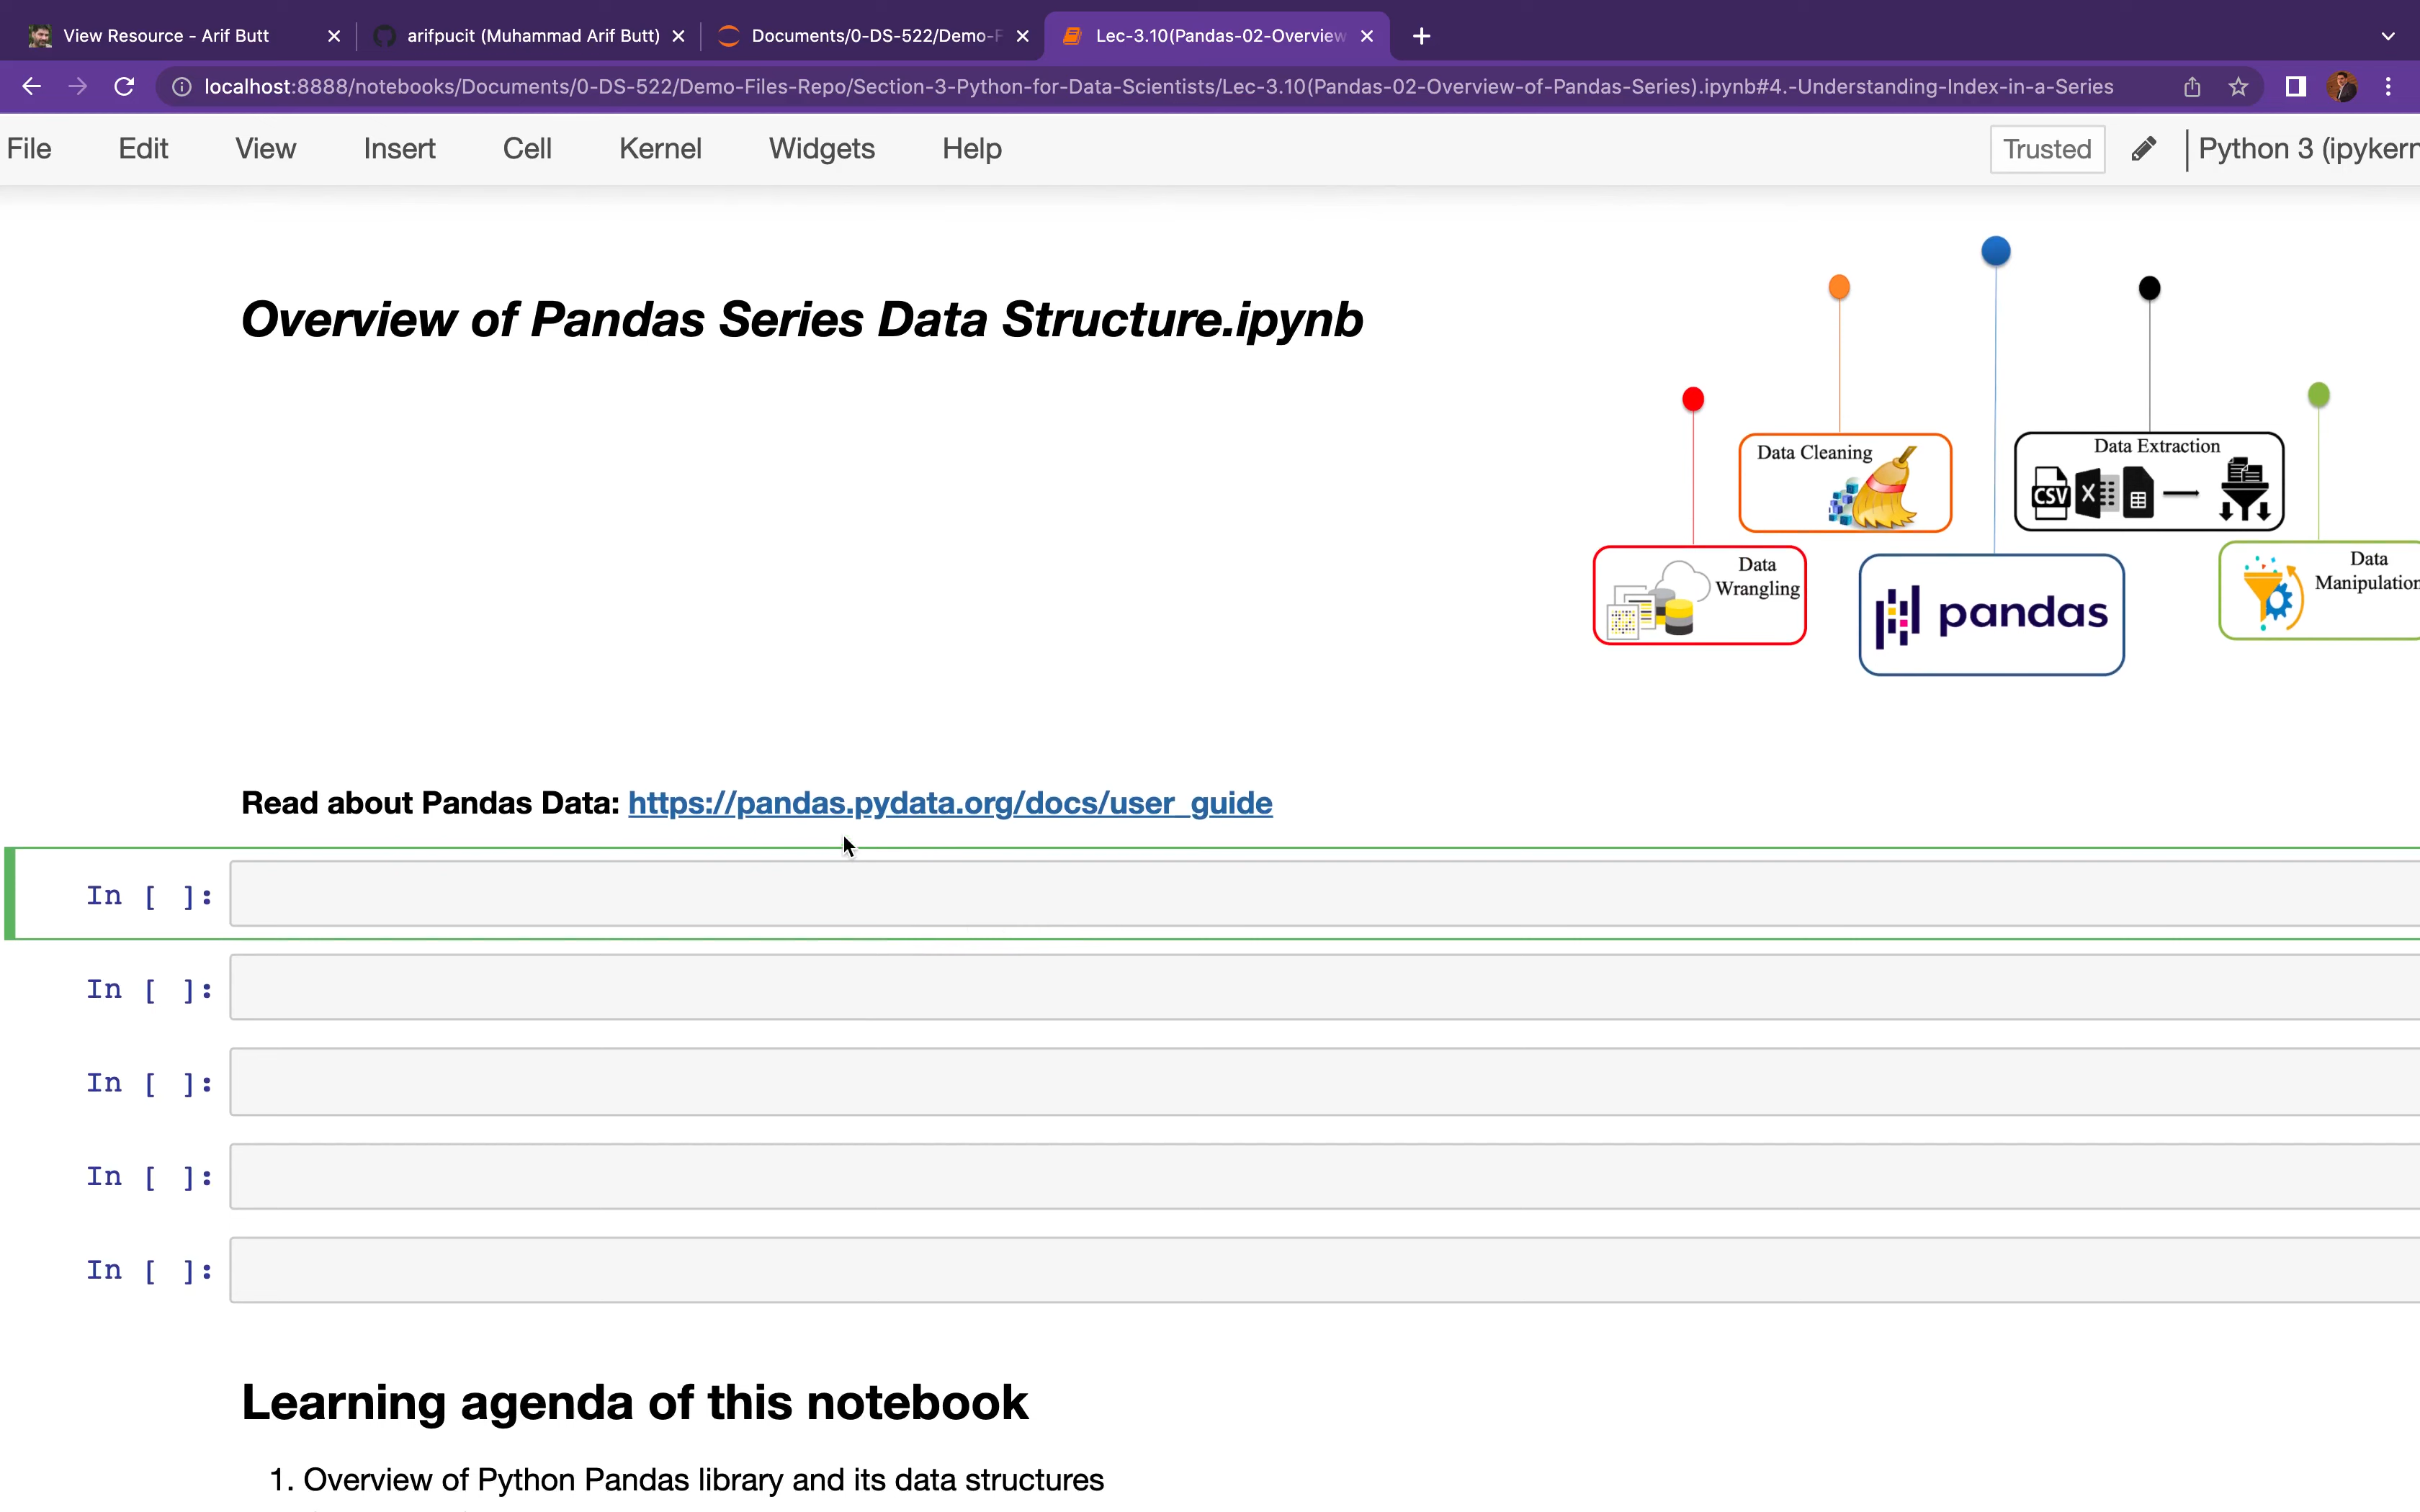 View Resource - Arif Butt
arifpucit (Muhammad Arif Butt)
Documents/0-DS-522/Demo-F
Lec-3.10(Pandas-02-Overview
localhost:8888/notebooks/Documents/0-DS-522/Demo-Files-Repo/Section-3-Python-for-Data-Scientists/Lec-3.10(Pandas-02-Overview-of-Pandas-Series).ipynb#4.-Understanding-Index-in-a-Series
File Edit View Insert Cell Kernel Widgets Help Trusted Python 3 (ipykern
Overview of Pandas Series Data Structure.ipynb
Data Cleaning
Data Extraction
CSV
Data
Wrangling
pandas
Data
Manipulation
Read about Pandas Data: https://pandas.pydata.org/docs/user_guide
In [ ]:
In [ ]:
In [ ]:
In [ ]:
In [ ]:
Learning agenda of this notebook
1. Overview of Python Pandas library and its data structures